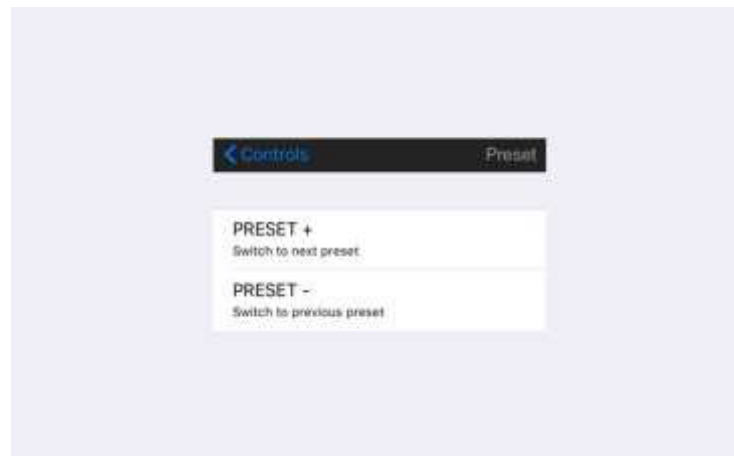 Controls Preset
PRESET +
Switch to next preset
PRESET -
Switch to previous preset